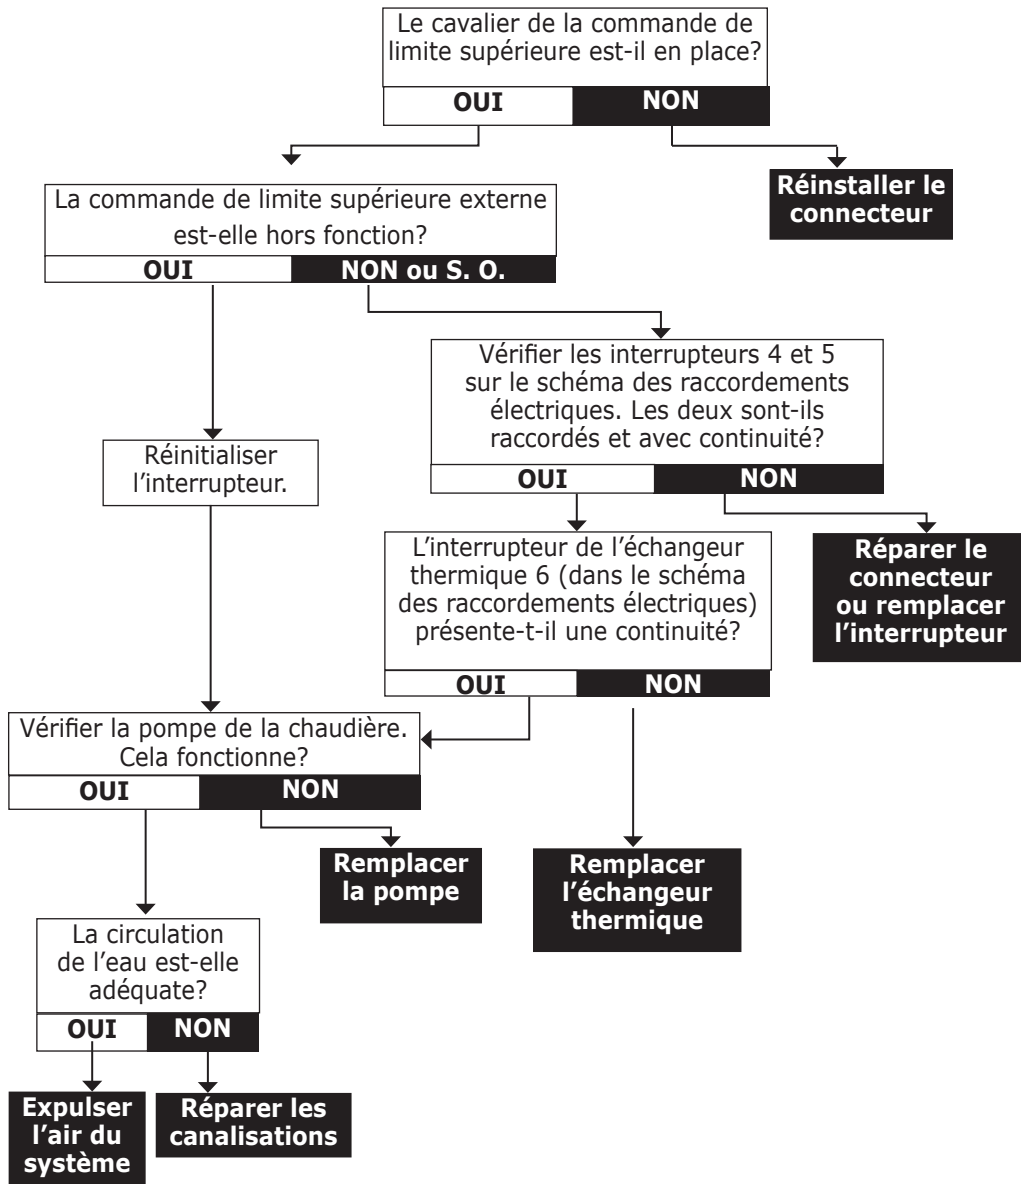 Le cavalier de la commande de
limite supérieure est-il en place?
OUI
NON
Réinstaller le
connecteur
La commande de limite supérieure externe
est-elle hors fonction?
OUI
NON ou S. O.
Vérifier les interrupteurs 4 et 5
sur le schéma des raccordements
électriques. Les deux sont-ils
raccordés et avec continuité?
OUI
NON
Réinitialiser
l’interrupteur.
L’interrupteur de l’échangeur
thermique 6 (dans le schéma
des raccordements électriques)
présente-t-il une continuité?
OUI
NON
Réparer le
connecteur
ou remplacer
l’interrupteur
Vérifier la pompe de la chaudière.
Cela fonctionne?
OUI
NON
Remplacer
la pompe
Remplacer
l’échangeur
thermique
La circulation
de l’eau est-elle
adéquate?
OUI
NON
Expulser
l’air du
système
Réparer les
canalisations